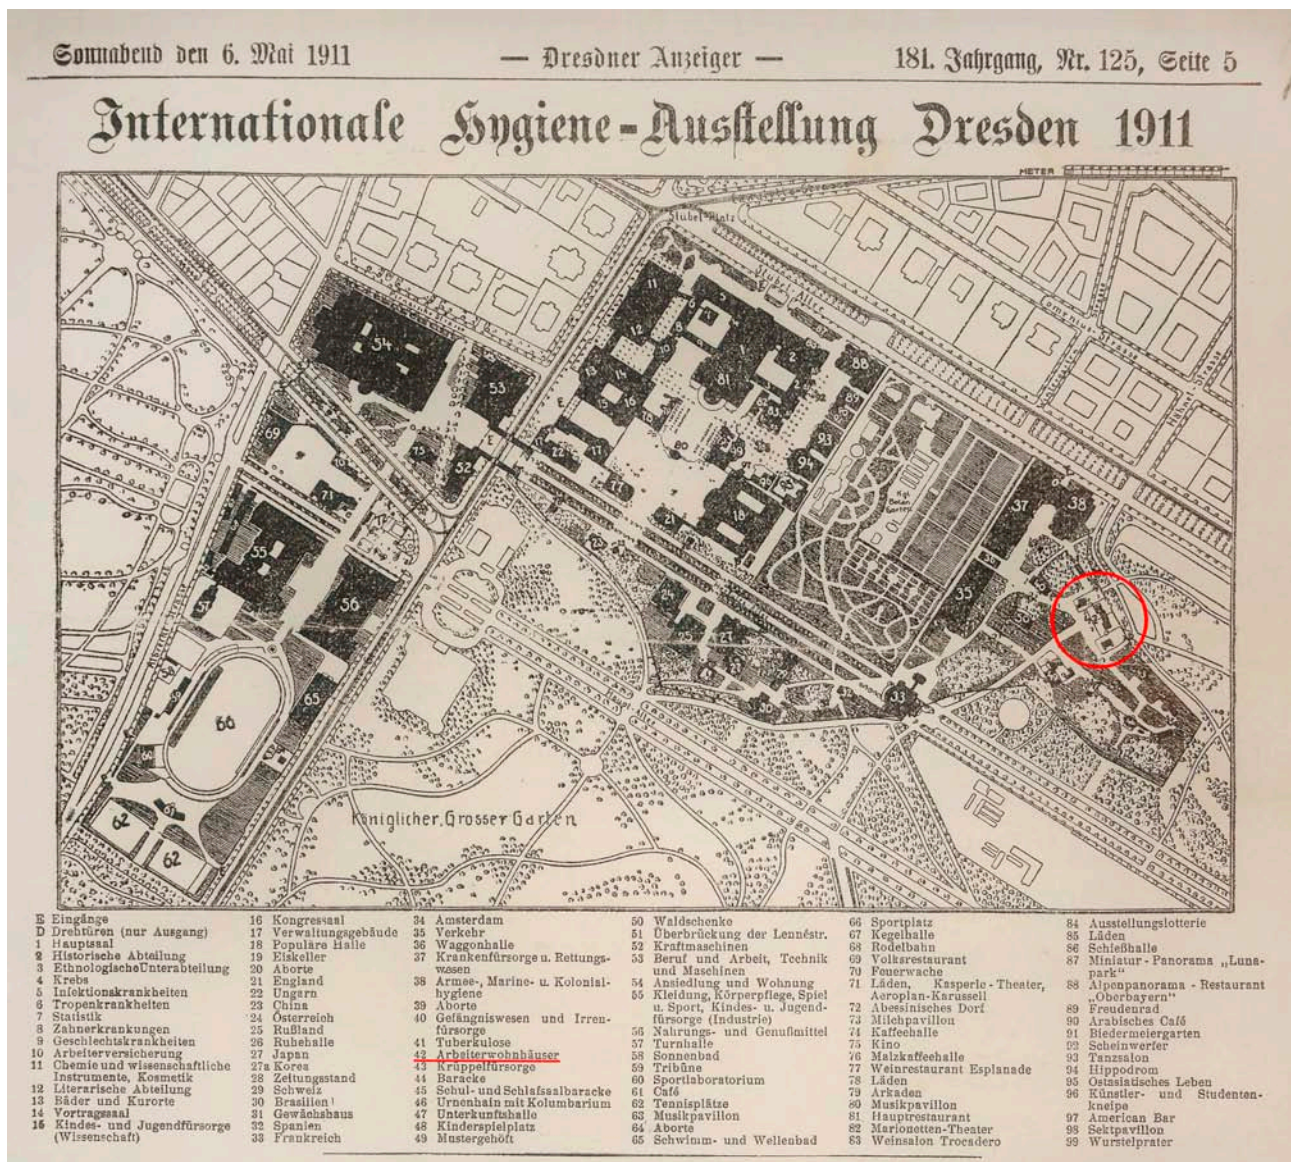 Sonnabend den 6. Mai 1911
— Dresdner Anzeiger —
181. Jahrgang, Nr. 125, Seite 5
Internationale Hygiene-Ausstellung Dresden 1911
METER
Stübel-Platz
Stübel Allee
Königlicher Grosser Garten
E Eingänge
D Drehtüren (nur Ausgang)
1 Hauptsaal
2 Historische Abteilung
3 Ethnologische Unterabteilung
4 Krebs
5 Infektionskrankheiten
6 Tropenkrankheiten
7 Statistik
8 Zahnerkrankungen
9 Geschlechtskrankheiten
10 Arbeiterversicherung
11 Chemie und wissenschaftliche
Instrumente, Kosmetik
12 Literarische Abteilung
13 Bäder und Kurorte
14 Vortragssaal
15 Kindes- und Jugendfürsorge
(Wissenschaft)
16 Kongressaal
17 Verwaltungsgebäude
18 Populäre Halle
19 Eiskeller
20 Aborte
21 England
22 Ungarn
23 China
24 Österreich
25 Rußland
26 Ruhehalle
27 Japan
27a Korea
28 Zeitungsstand
29 Schweiz
30 Brasilien
31 Gewächshaus
32 Spanien
33 Frankreich
34 Amsterdam
35 Verkehr
36 Waggonhalle
37 Krankenfürsorge u. Rettungs-
wesen
38 Armee-, Marine- u. Kolonial-
hygiene
39 Aborte
40 Gefängniswesen und Irren-
fürsorge
41 Tuberkulose
42 Arbeiterwohnhäuser
43 Krüppelfürsorge
44 Baracke
45 Schul- und Schlafsaalbaracke
46 Urnenhain mit Kolumbarium
47 Unterkunftshalle
48 Kinderspielplatz
49 Mustergehöft
50 Waldschenke
51 Überbrückung der Lennéstr.
52 Kraftmaschinen
53 Beruf und Arbeit, Technik
und Maschinen
54 Ansiedlung und Wohnung
55 Kleidung, Körperpflege, Spiel
u. Sport, Kindes- u. Jugend-
fürsorge (Industrie)
56 Nahrungs- und Genußmittel
57 Turnhalle
58 Sonnenbad
59 Tribüne
60 Sportlaboratorium
61 Café
62 Tennisplätze
63 Musikpavillon
64 Aborte
65 Schwimm- und Wellenbad
66 Sportplatz
67 Kegelhalle
68 Rodelbahn
69 Volksrestaurant
70 Feuerwache
71 Läden, Kasperle-Theater,
Aeroplan-Karussell
72 Abessinisches Dorf
73 Milchpavillon
74 Kaffeehalle
75 Kino
76 Malzkaffeehalle
77 Weinrestaurant Esplanade
78 Läden
79 Arkaden
80 Musikpavillon
81 Hauptrestaurant
82 Marionetten-Theater
83 Weinsalon Trocadero
84 Ausstellungslotterie
85 Läden
86 Schießhalle
87 Miniatur-Panorama „Luna-
park“
88 Alpenpanorama-Restaurant
„Oberbayern“
89 Freudenrad
90 Arabisches Café
91 Biedermeiergarten
92 Scheinwerfer
93 Tanzsalon
94 Hippodrom
95 Ostasiatisches Leben
96 Künstler- und Studenten-
kneipe
97 American Bar
98 Sektpavillon
99 Wurstelprater